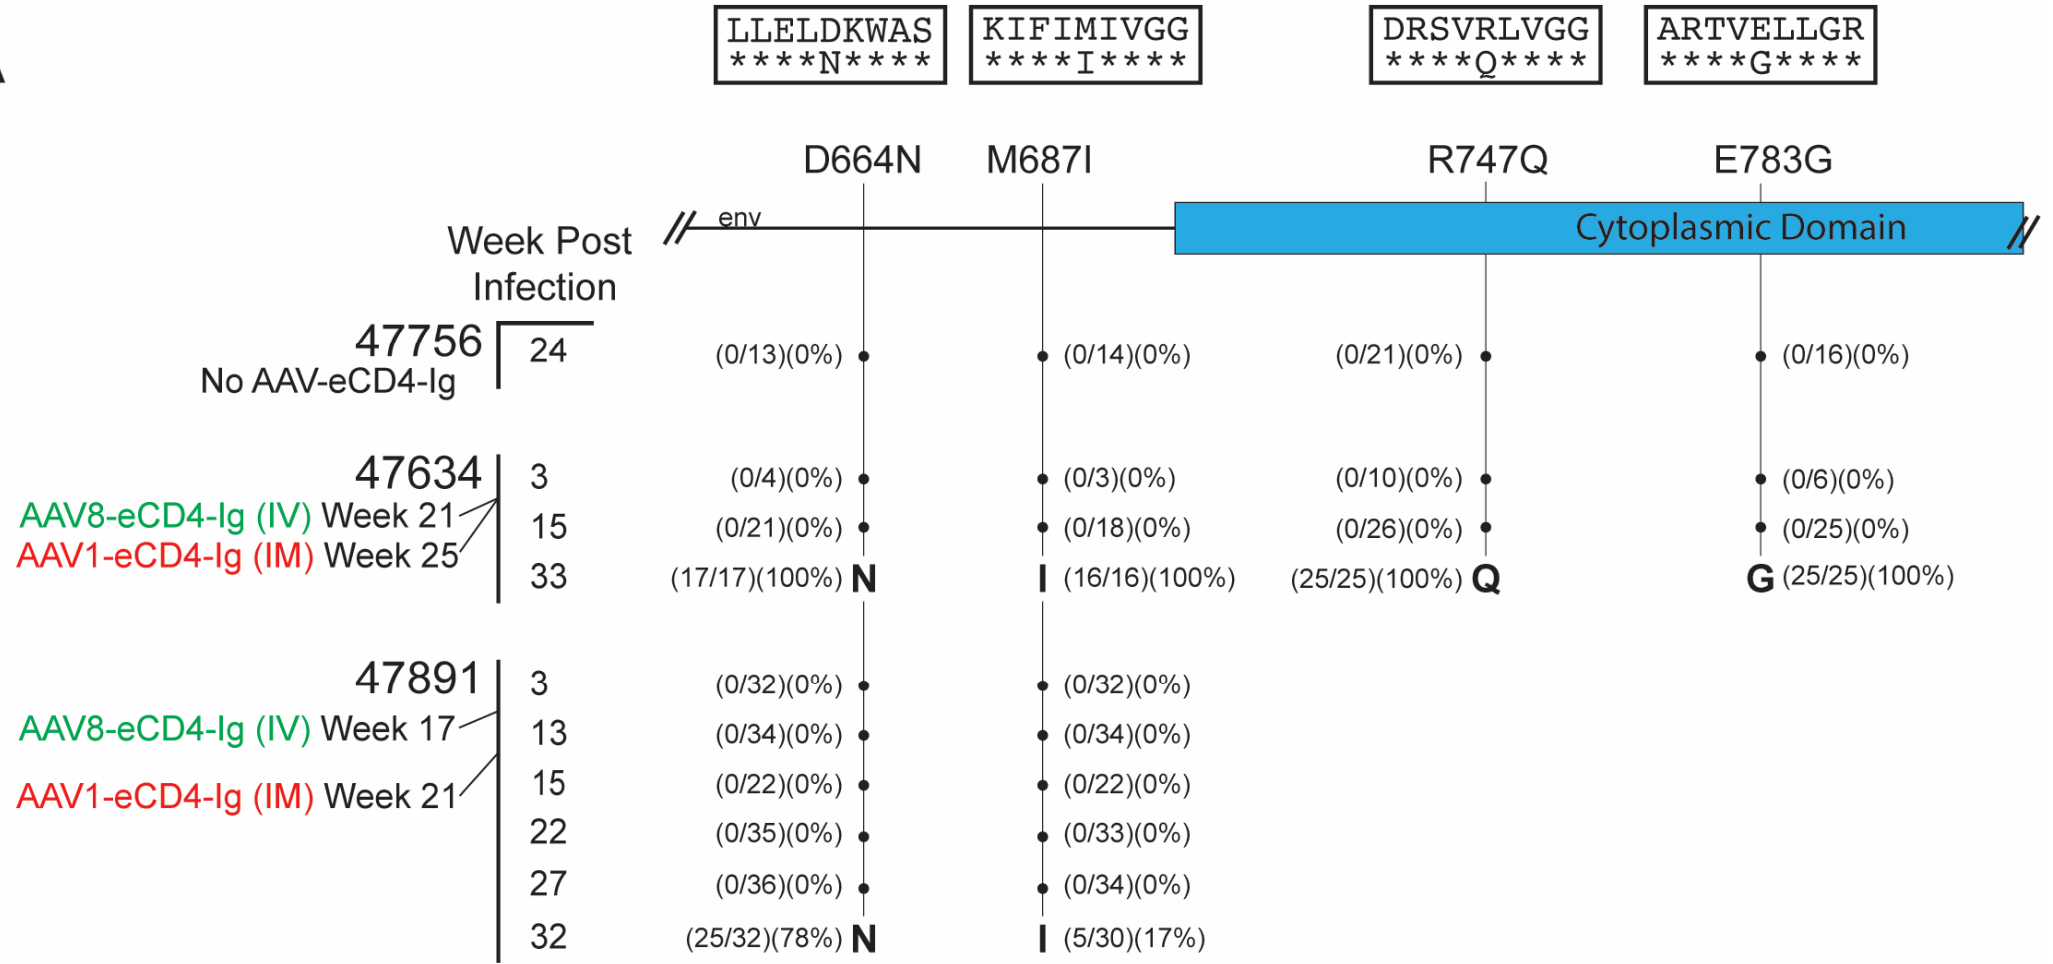 A
LLELDKWAS KIFIMIVGG DRSVRLVGG ARTVELLGR
****N**** ****I**** ****Q**** ****G****
D664N M687I R747Q E783G
env Cytoplasmic Domain
Week Post
Infection
47756 24 (0/13)(0%) (0/14)(0%) (0/21)(0%) (0/16)(0%)
No AAV-eCD4-Ig
47634 3 (0/4)(0%) (0/3)(0%) (0/10)(0%) (0/6)(0%)
AAV8-eCD4-Ig (IV) Week 21 15 (0/21)(0%) (0/18)(0%) (0/26)(0%) (0/25)(0%)
AAV1-eCD4-Ig (IM) Week 25
33 (17/17)(100%) N I (16/16)(100%) (25/25)(100%) Q G (25/25)(100%)
47891 3 (0/32)(0%) (0/32)(0%)
AAV8-eCD4-Ig (IV) Week 17 13 (0/34)(0%) (0/34)(0%)
AAV1-eCD4-Ig (IM) Week 21 15 (0/22)(0%) (0/22)(0%)
22 (0/35)(0%) (0/33)(0%)
27 (0/36)(0%) (0/34)(0%)
32 (25/32)(78%) N I (5/30)(17%)